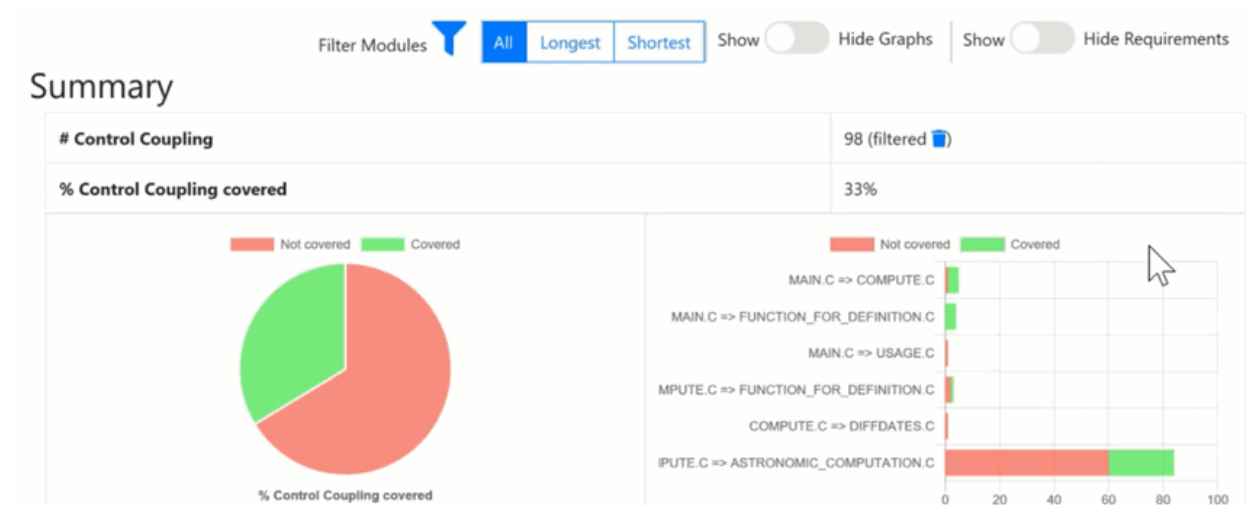 Filter Modules All Longest Shortest Show Hide Graphs Show Hide Requirements
Summary
# Control Coupling 98 (filtered )
% Control Coupling covered 33%
Not covered Covered
% Control Coupling covered
Not covered Covered
MAIN.C => COMPUTE.C
MAIN.C => FUNCTION_FOR_DEFINITION.C
MAIN.C => USAGE.C
MPUTE.C => FUNCTION_FOR_DEFINITION.C
COMPUTE.C => DIFFDATES.C
IPUTE.C => ASTRONOMIC_COMPUTATION.C
0 20 40 60 80 100